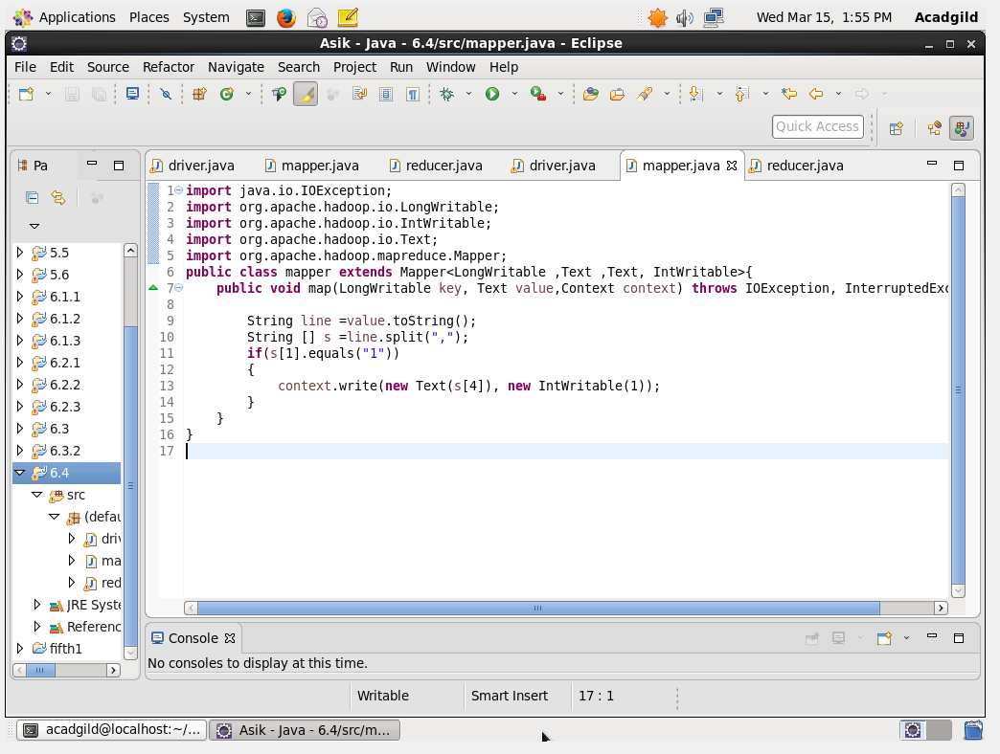 Applications Places System Wed Mar 15, 1:55 PM Acadgild
Asik - Java - 6.4/src/mapper.java - Eclipse
File Edit Source Refactor Navigate Search Project Run Window Help
Quick Access
Pa
driver.java mapper.java reducer.java driver.java mapper.java reducer.java
5.5
5.6
6.1.1
6.1.2
6.1.3
6.2.1
6.2.2
6.2.3
6.3
6.3.2
6.4
src
(defau
driv
ma
red
JRE Syste
Referenc
fifth1
1 import java.io.IOException;
2 import org.apache.hadoop.io.LongWritable;
3 import org.apache.hadoop.io.IntWritable;
4 import org.apache.hadoop.io.Text;
5 import org.apache.hadoop.mapreduce.Mapper;
6 public class mapper extends Mapper<LongWritable ,Text ,Text, IntWritable>{
7 public void map(LongWritable key, Text value,Context context) throws IOException, InterruptedExc
8
9 String line =value.toString();
10 String [] s =line.split(",");
11 if(s[1].equals("1"))
12 {
13 context.write(new Text(s[4]), new IntWritable(1));
14 }
15 }
16 }
17
Console
No consoles to display at this time.
Writable Smart Insert 17 : 1
acadgild@localhost:~/... Asik - Java - 6.4/src/m...